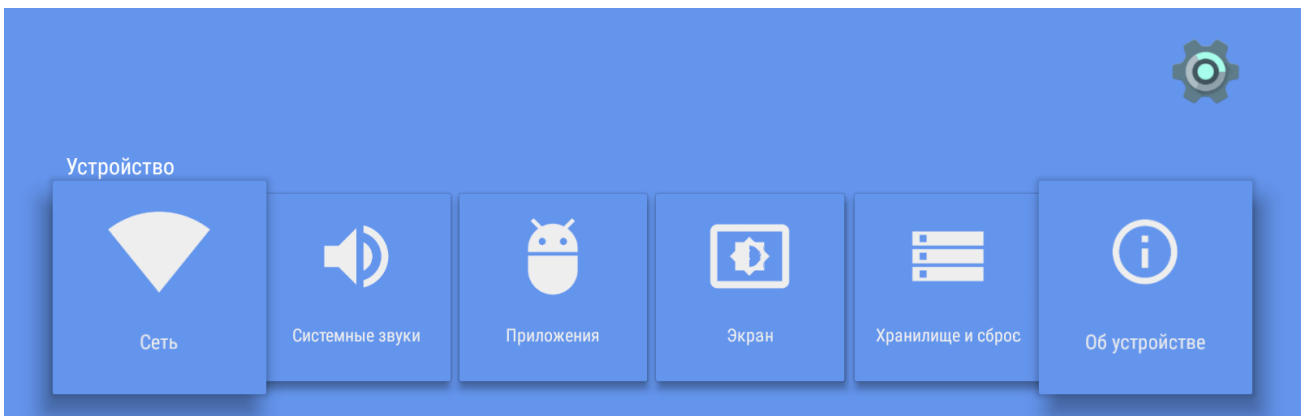 Устройство
Сеть
Системные звуки
Приложения
Экран
Хранилище и сброс
Об устройстве